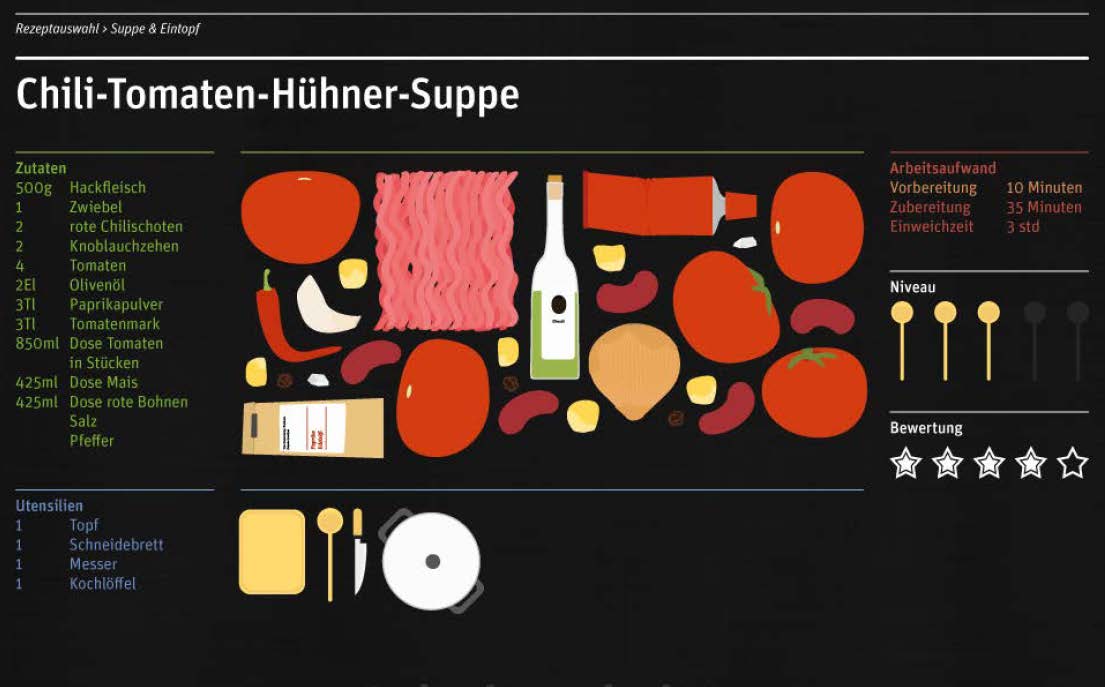 Rezeptauswahl > Suppe & Eintopf
Chili-Tomaten-Hühner-Suppe
Zutaten
500g Hackfleisch
1 Zwiebel
2 rote Chilischoten
2 Knoblauchzehen
4 Tomaten
2El Olivenöl
3Tl Paprikapulver
3Tl Tomatenmark
850ml Dose Tomaten
in Stücken
425ml Dose Mais
425ml Dose rote Bohnen
Salz
Pfeffer
Arbeitsaufwand
Vorbereitung 10 Minuten
Zubereitung 35 Minuten
Einweichzeit 3 std
Niveau
Bewertung
Utensilien
1 Topf
1 Schneidebrett
1 Messer
1 Kochlöffel